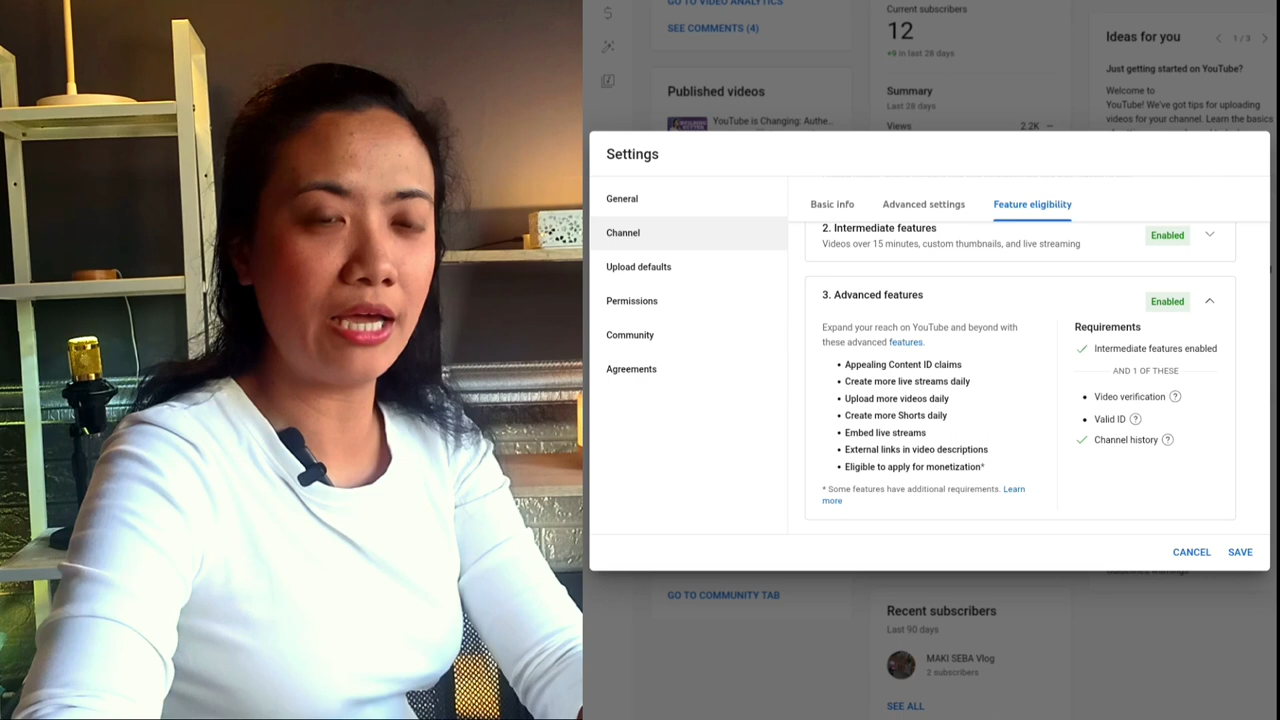 GO TO VIDEO ANALYTICS
SEE COMMENTS (4)
Published videos
YouTube is Changing: Authe...
Current subscribers
12
+9 in last 28 days
Summary
Last 28 days
Views 2.2K —
Ideas for you
1 / 3
Just getting started on YouTube?
Welcome to
YouTube! We've got tips for uploading
videos for your channel. Learn the basics
Settings
General
Channel
Upload defaults
Permissions
Community
Agreements
Basic info
Advanced settings
Feature eligibility
2. Intermediate features
Videos over 15 minutes, custom thumbnails, and live streaming
Enabled
3. Advanced features
Enabled
Expand your reach on YouTube and beyond with
these advanced features.
• Appealing Content ID claims
• Create more live streams daily
• Upload more videos daily
• Create more Shorts daily
• Embed live streams
• External links in video descriptions
• Eligible to apply for monetization*
* Some features have additional requirements. Learn
more
Requirements
Intermediate features enabled
AND 1 OF THESE
• Video verification ?
• Valid ID ?
Channel history ?
CANCEL
SAVE
GO TO COMMUNITY TAB
Recent subscribers
Last 90 days
MAKI SEBA Vlog
2 subscribers
SEE ALL